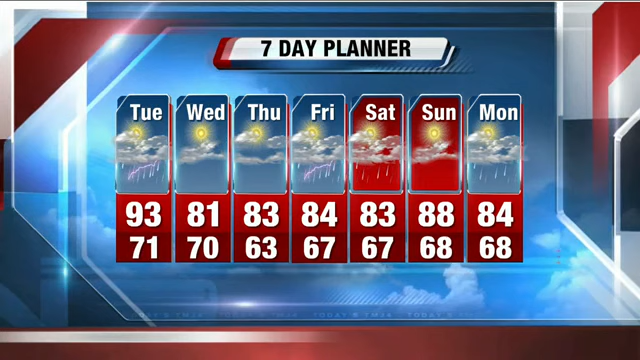 7 DAY PLANNER
Tue Wed Thu Fri Sat Sun Mon
93 81 83 84 83 88 84
71 70 63 67 67 68 68